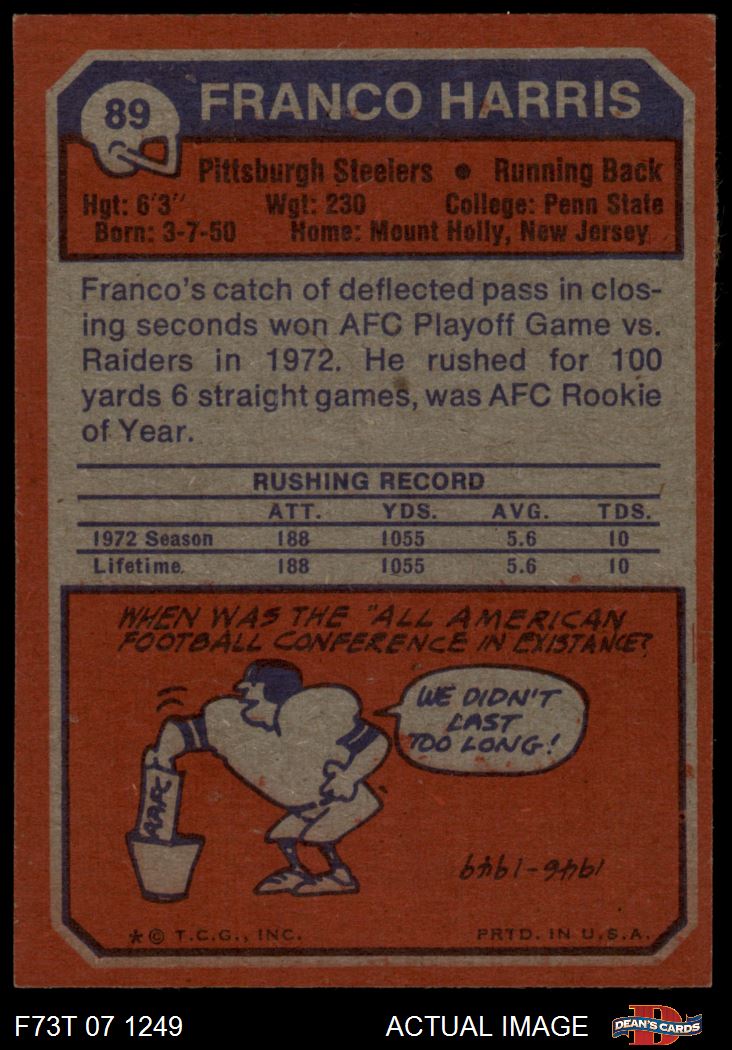 89
FRANCO HARRIS
Pittsburgh Steelers ● Running Back
Hgt: 6'3" Wgt: 230 College: Penn State
Born: 3-7-50 Home: Mount Holly, New Jersey
Franco's catch of deflected pass in clos-
ing seconds won AFC Playoff Game vs.
Raiders in 1972. He rushed for 100
yards 6 straight games, was AFC Rookie
of Year.
RUSHING RECORD
ATT. YDS. AVG. TDS.
1972 Season 188 1055 5.6 10
Lifetime 188 1055 5.6 10
WHEN WAS THE "ALL AMERICAN
FOOTBALL CONFERENCE IN EXISTANCE?
WE DIDN'T
LAST
TOO LONG!
AAFC
1946-1949
* © T.C.G., INC. PRTD. IN U.S.A.
F73T 07 1249 ACTUAL IMAGE
D
DEAN'S CARDS